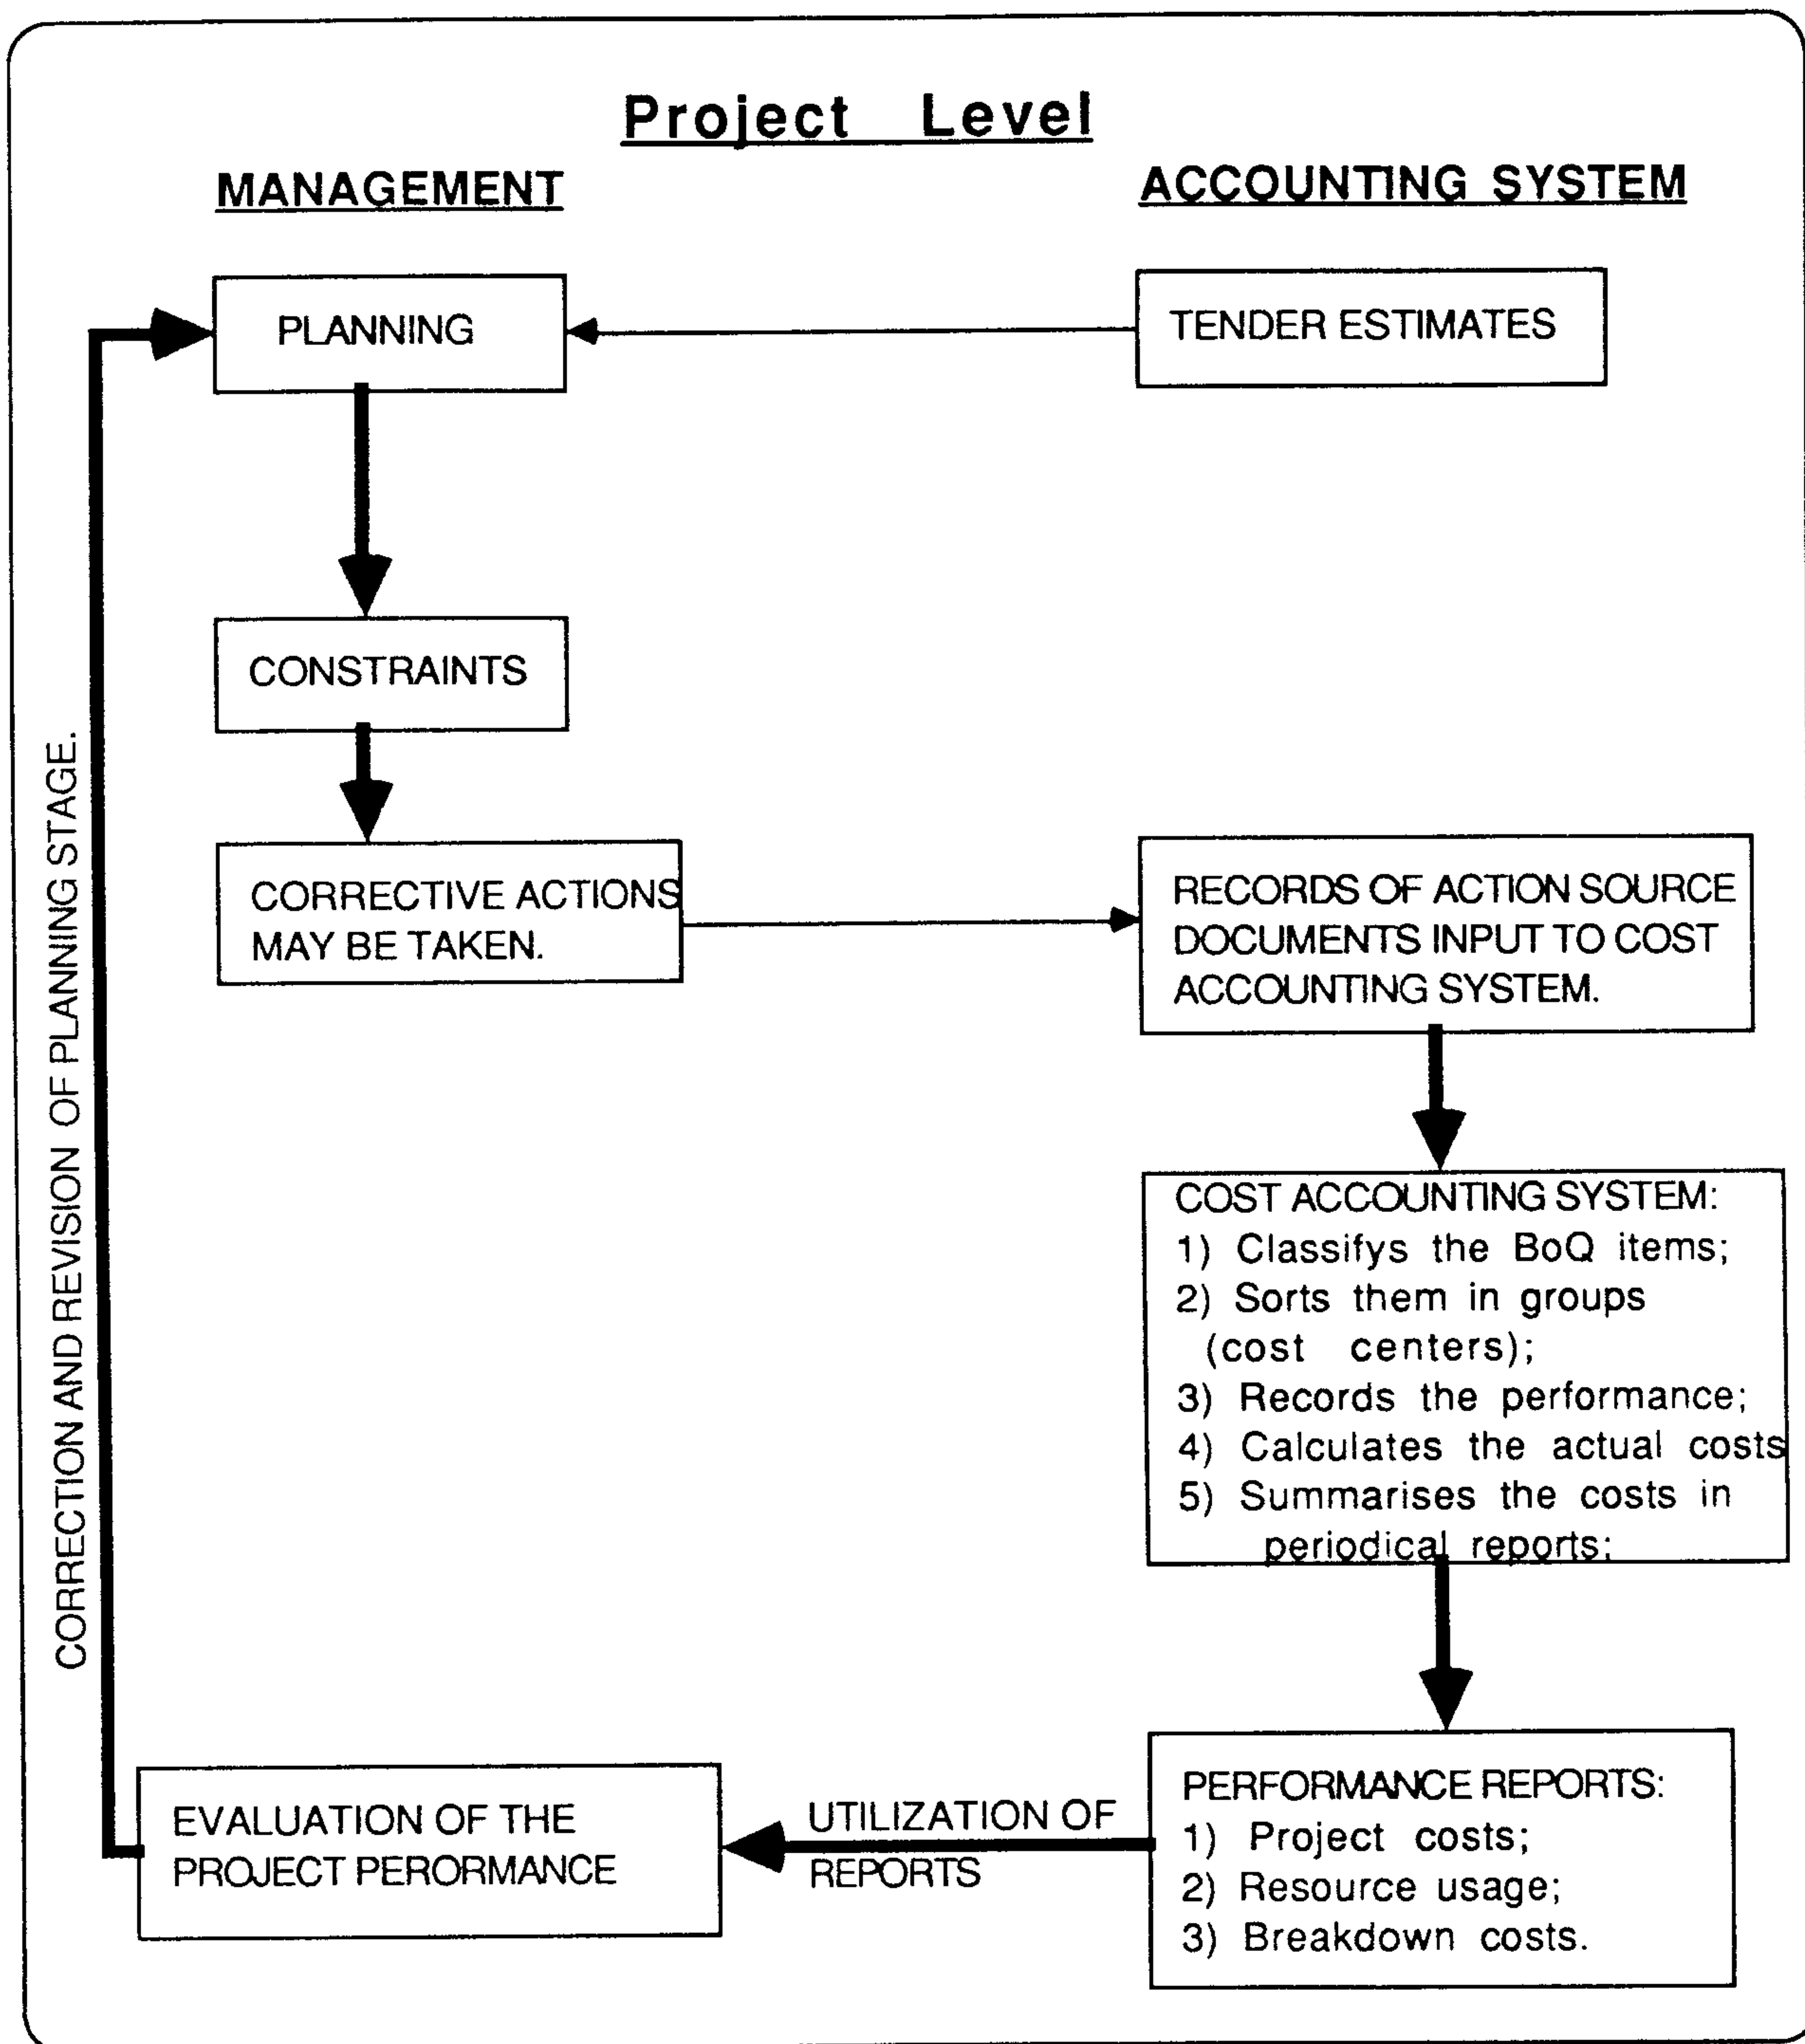 Project Level
MANAGEMENT
ACCOUNTING SYSTEM
PLANNING
TENDER ESTIMATES
CONSTRAINTS
CORRECTIVE ACTIONS
MAY BE TAKEN.
RECORDS OF ACTION SOURCE
DOCUMENTS INPUT TO COST
ACCOUNTING SYSTEM.
COST ACCOUNTING SYSTEM:
1) Classifys the BoQ items;
2) Sorts them in groups
(cost centers);
3) Records the performance;
4) Calculates the actual costs
5) Summarises the costs in
periodical reports;
PERFORMANCE REPORTS:
1) Project costs;
2) Resource usage;
3) Breakdown costs.
UTILIZATION OF
REPORTS
EVALUATION OF THE
PROJECT PERORMANCE
CORRECTION AND REVISION OF PLANNING STAGE.